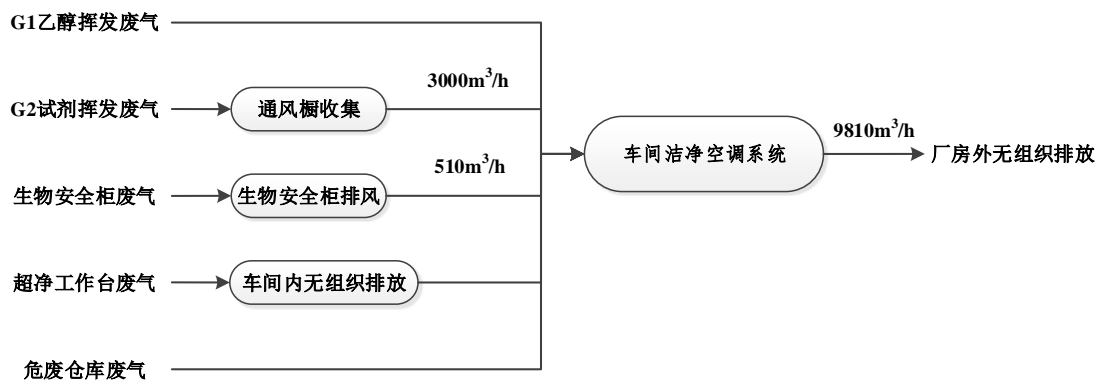 G1乙醇挥发废气
G2试剂挥发废气
通风橱收集
3000m³/h
生物安全柜废气
生物安全柜排风
510m³/h
超净工作台废气
车间内无组织排放
危废仓库废气
车间洁净空调系统
9810m³/h
厂房外无组织排放